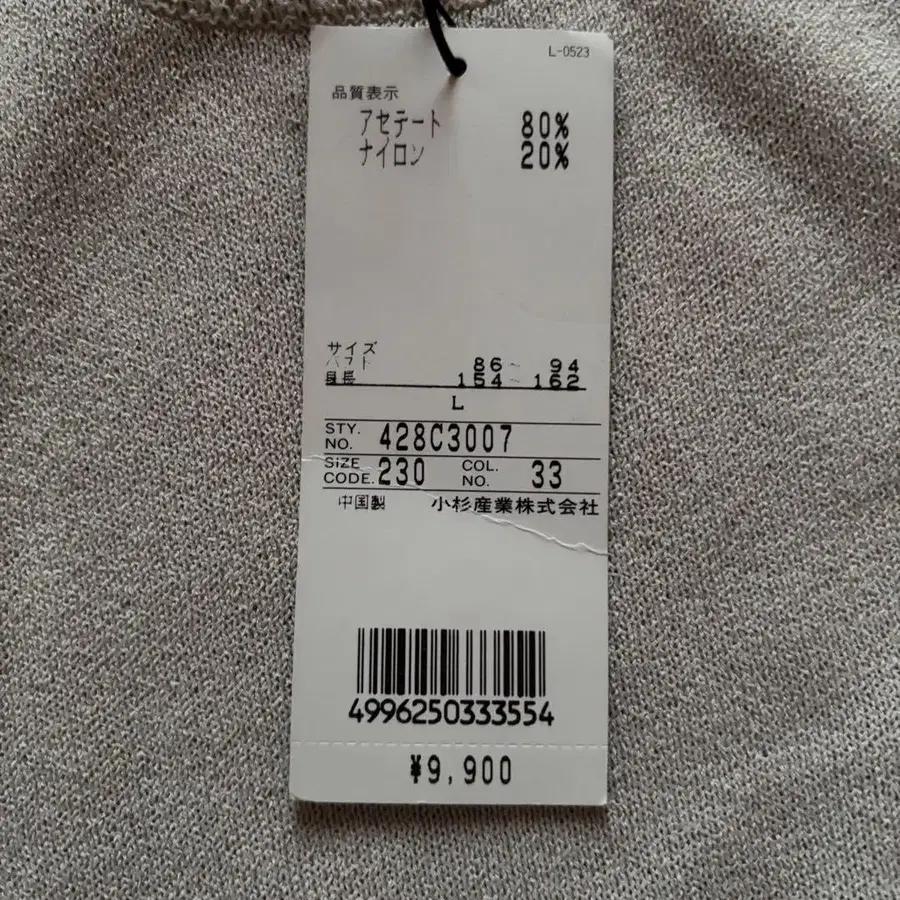 L-0523
品質表示
アセテート 80%
ナイロン 20%
サイズ
バスト 86~94
身長 154~162
L
STY. NO. 428C3007
SIZE CODE. 230 COL. NO. 33
中国製 小杉産業株式会社
4996250333554
¥9,900